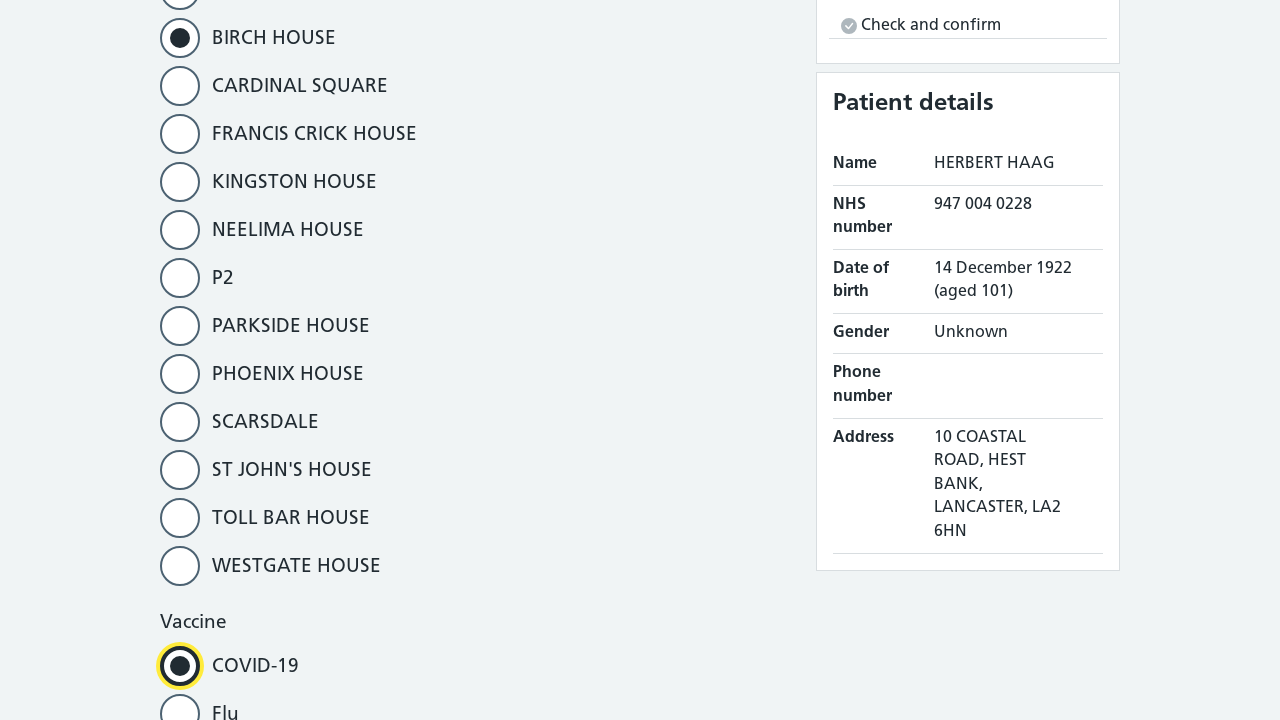 BIRCH HOUSE
CARDINAL SQUARE
FRANCIS CRICK HOUSE
KINGSTON HOUSE
NEELIMA HOUSE
P2
PARKSIDE HOUSE
PHOENIX HOUSE
SCARSDALE
ST JOHN'S HOUSE
TOLL BAR HOUSE
WESTGATE HOUSE
Vaccine
COVID-19
Flu
Check and confirm
Patient details
Name HERBERT HAAG
NHS 947 004 0228
number
Date of 14 December 1922
birth (aged 101)
Gender Unknown
Phone
number
Address 10 COASTAL
ROAD, HEST
BANK,
LANCASTER, LA2
6HN